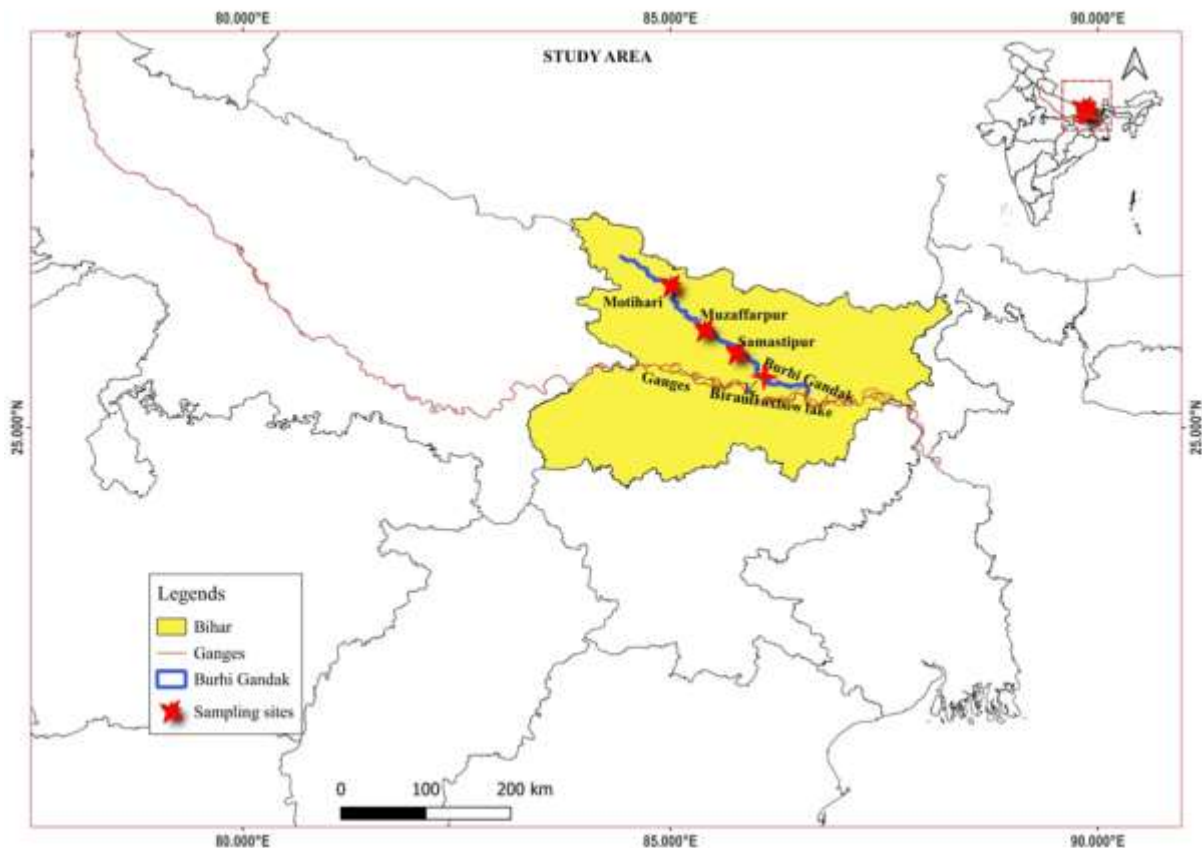 80.000°E
85.000°E
90.000°E
STUDY AREA
Motihari
Muzaffarpur
Samastipur
Burhi Gandak
Ganges
lake
25.000°N
25.000°N
Legends
Bihar
Ganges
Burhi Gandak
Sampling sites
0 100 200 km
80.000°E
85.000°E
90.000°E